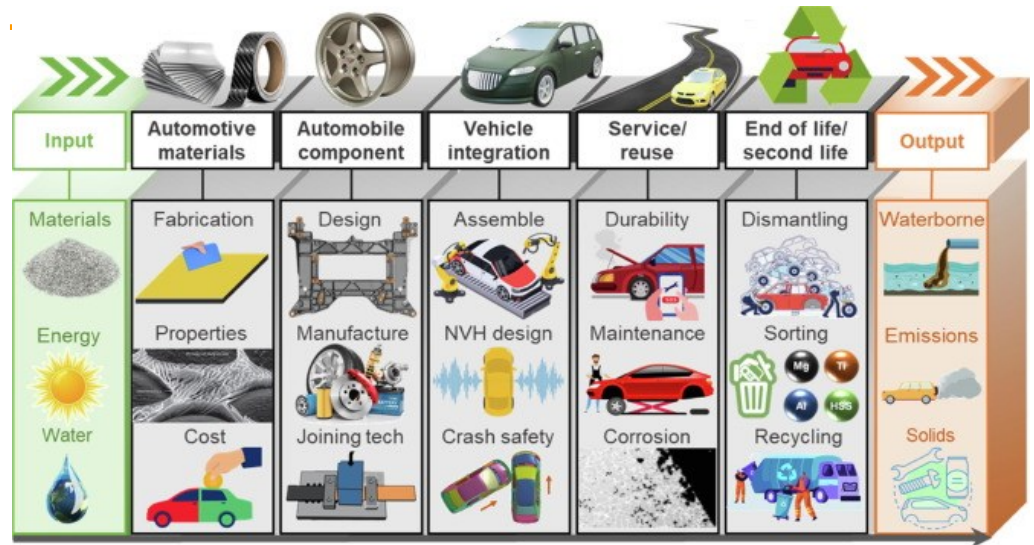 Input
Automotive
materials
Automobile
component
Vehicle
integration
Service/
reuse
End of life/
second life
Output
Materials
Fabrication
Design
Assemble
Durability
Dismantling
Waterborne
Energy
Properties
Manufacture
NVH design
Maintenance
Sorting
Emissions
Mg
Ti
Al
HSS
Water
Cost
Joining tech
Crash safety
Corrosion
Recycling
Solids